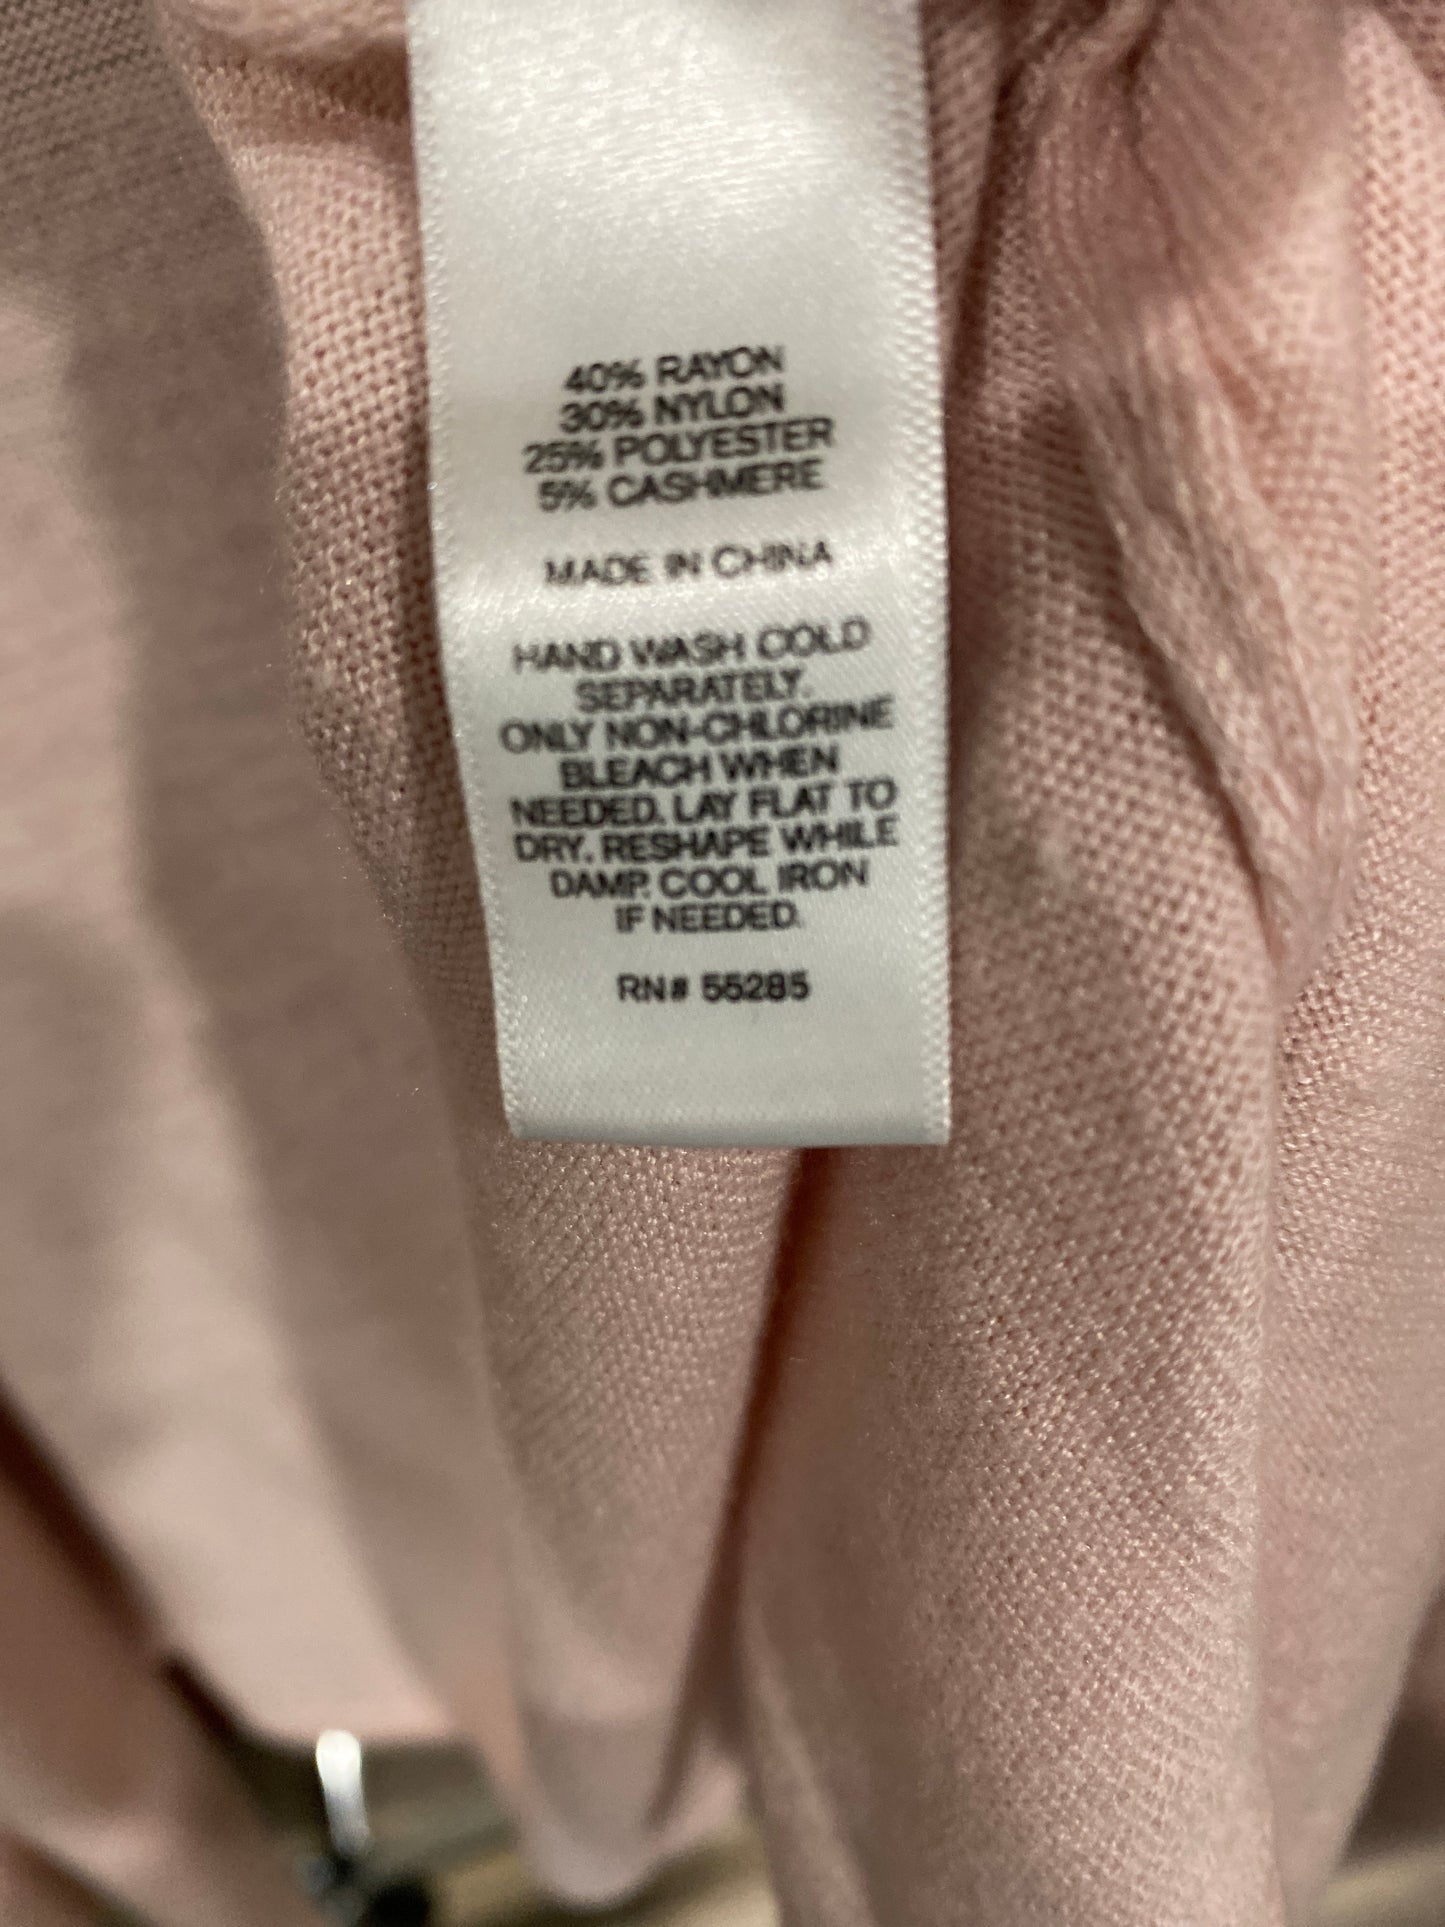 40% RAYON
30% NYLON
25% POLYESTER
5% CASHMERE
MADE IN CHINA
HAND WASH COLD
SEPARATELY.
ONLY NON-CHLORINE
BLEACH WHEN
NEEDED. LAY FLAT TO
DRY. RESHAPE WHILE
DAMP. COOL IRON
IF NEEDED.
RN# 55285